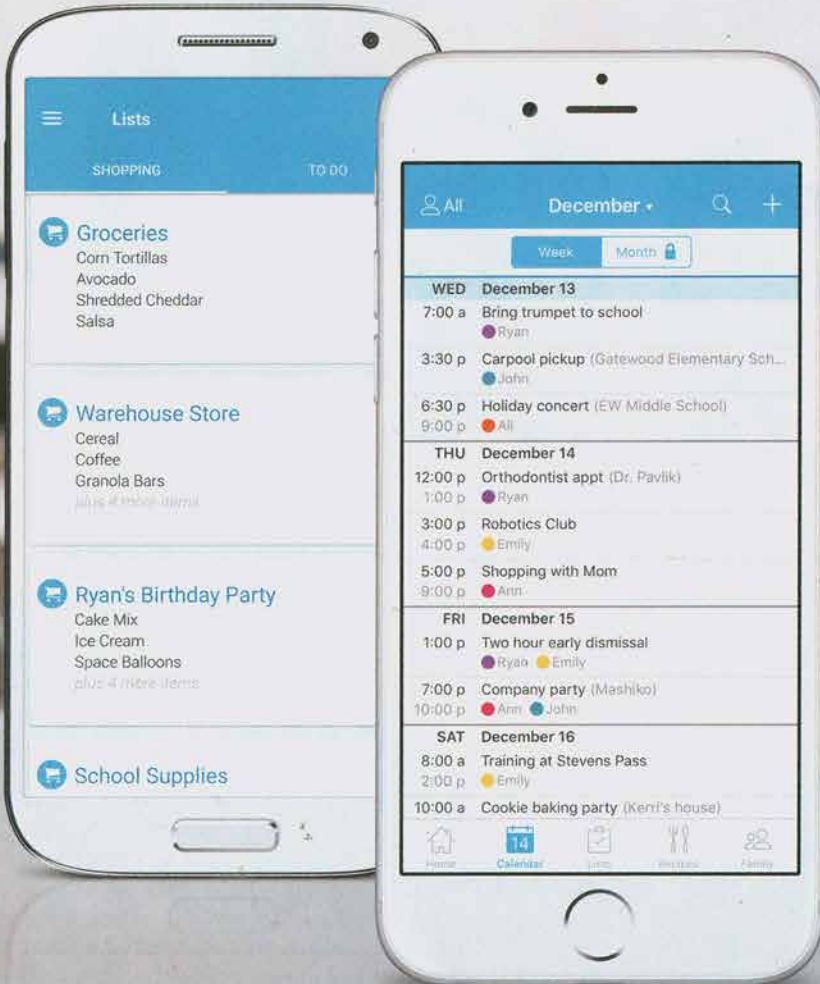 Lists
SHOPPING
TO DO
Groceries
Corn Tortillas
Avocado
Shredded Cheddar
Salsa
Warehouse Store
Cereal
Coffee
Granola Bars
plus 4 more items
Ryan's Birthday Party
Cake Mix
Ice Cream
Space Balloons
plus 4 more items
School Supplies
All
December
Week
Month
WED December 13
7:00 a Bring trumpet to school
Ryan
3:30 p Carpool pickup (Gatewood Elementary Sch...
John
6:30 p Holiday concert (EW Middle School)
9:00 p All
THU December 14
12:00 p Orthodontist appt (Dr. Pavlik)
1:00 p Ryan
3:00 p Robotics Club
4:00 p Emily
5:00 p Shopping with Mom
9:00 p Ann
FRI December 15
1:00 p Two hour early dismissal
Ryan Emily
7:00 p Company party (Mashiko)
10:00 p Ann John
SAT December 16
8:00 a Training at Stevens Pass
2:00 p Emily
10:00 a Cookie baking party (Kerri's house)
14
Home Calendar Lists Recipes Family